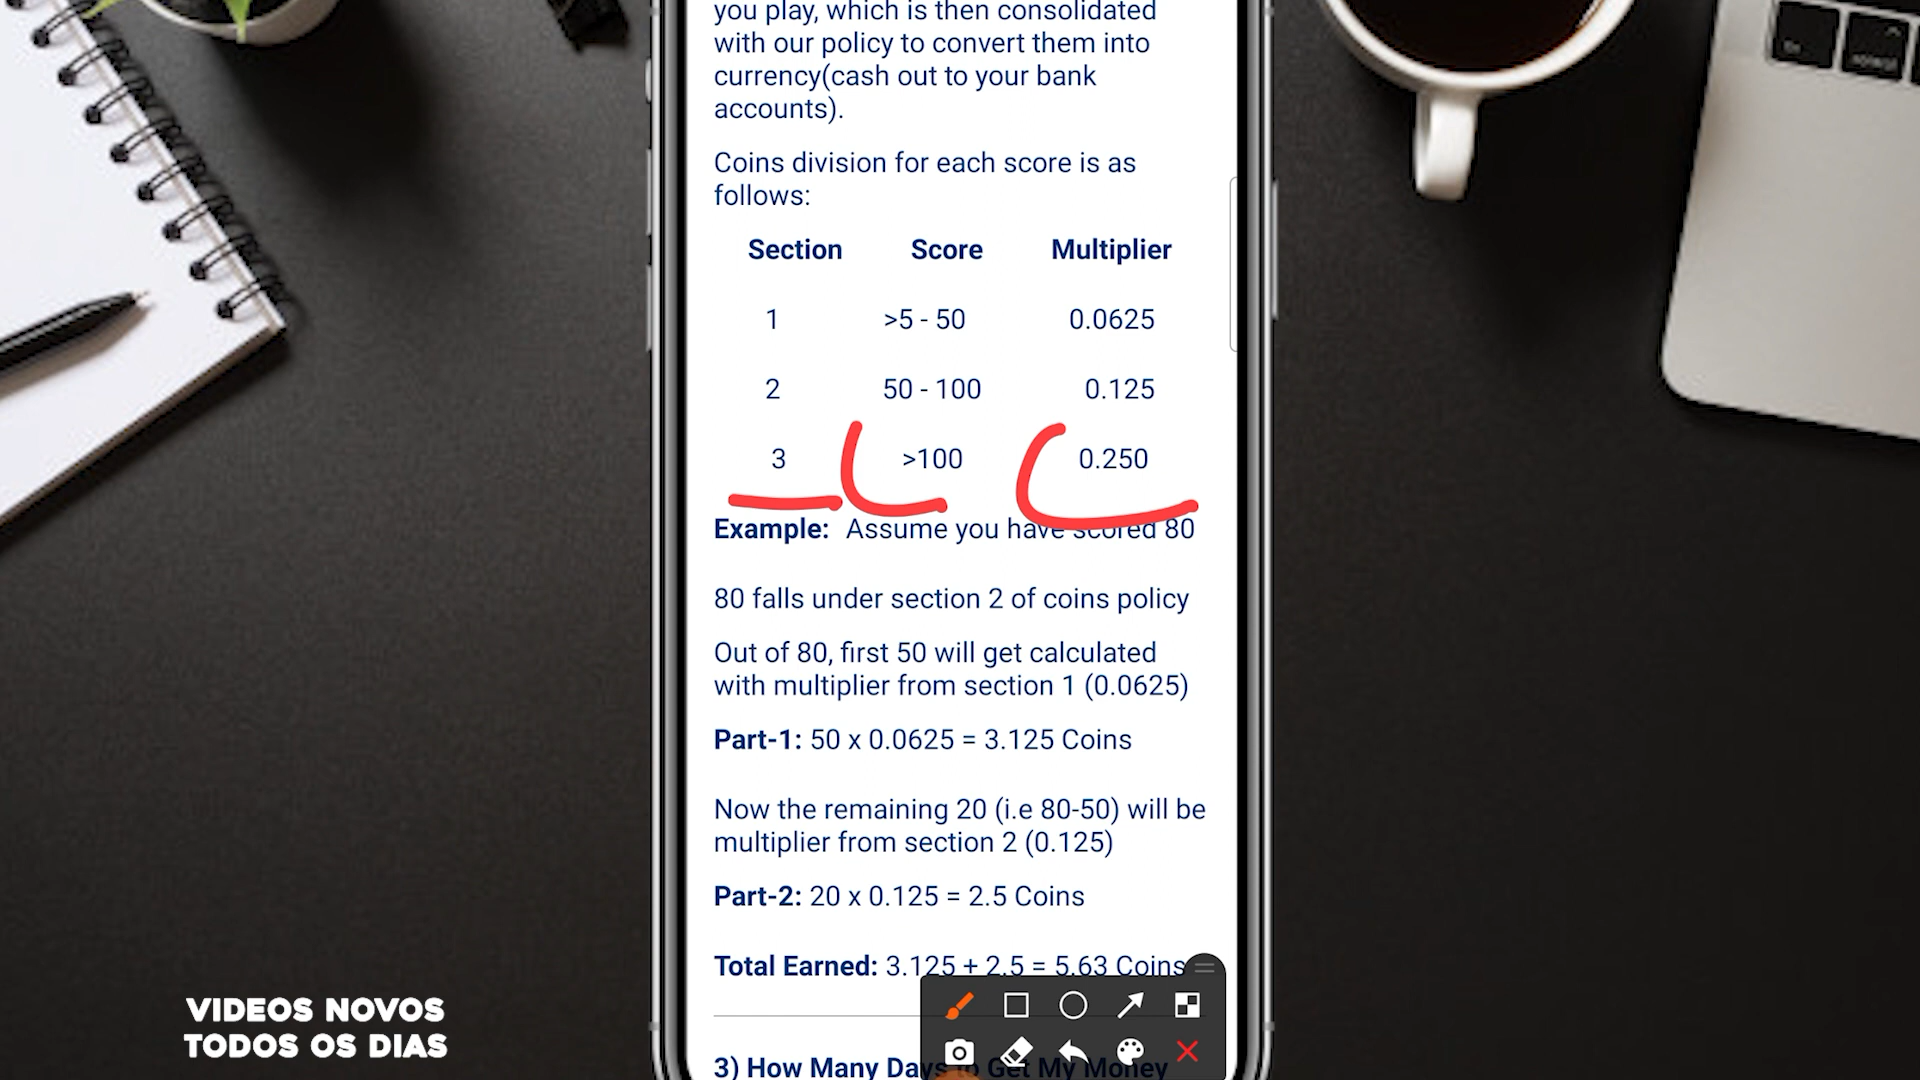 you play, which is then consolidated
with our policy to convert them into
currency(cash out to your bank
accounts).
Coins division for each score is as
follows:
Section Score Multiplier
1 >5 - 50 0.0625
2 50 - 100 0.125
3 >100 0.250
Example: Assume you have scored 80
80 falls under section 2 of coins policy
Out of 80, first 50 will get calculated
with multiplier from section 1 (0.0625)
Part-1: 50 x 0.0625 = 3.125 Coins
Now the remaining 20 (i.e 80-50) will be
multiplier from section 2 (0.125)
Part-2: 20 x 0.125 = 2.5 Coins
Total Earned: 3.125 + 2.5 = 5.63 Coins
3) How Many Days to Get My Money
VIDEOS NOVOS
TODOS OS DIAS